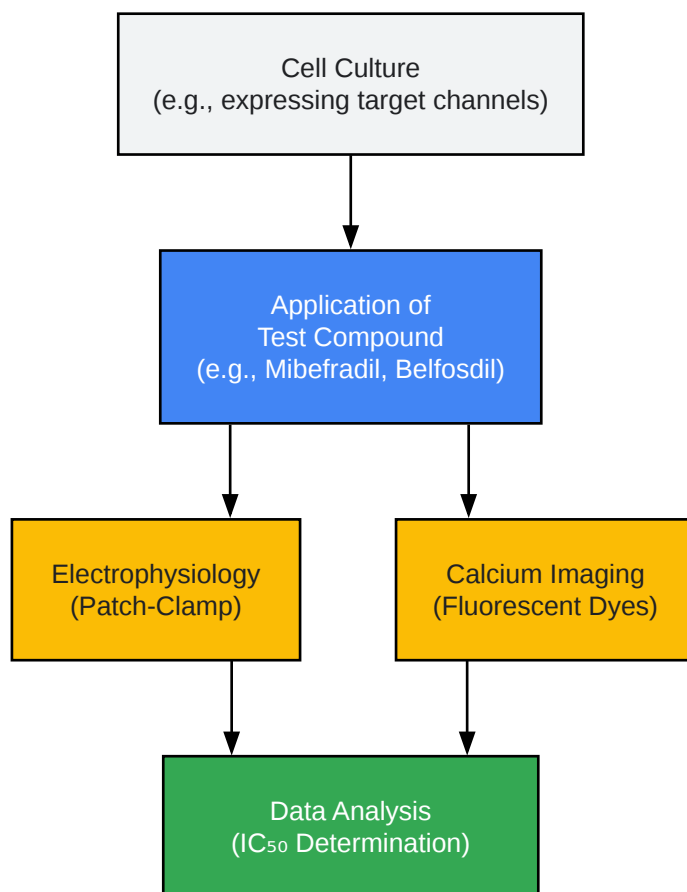 Cell Culture
(e.g., expressing target channels)
Application of
Test Compound
(e.g., Mibefradil, Belfosdil)
Electrophysiology
(Patch-Clamp)
Calcium Imaging
(Fluorescent Dyes)
Data Analysis
(IC₅₀ Determination)